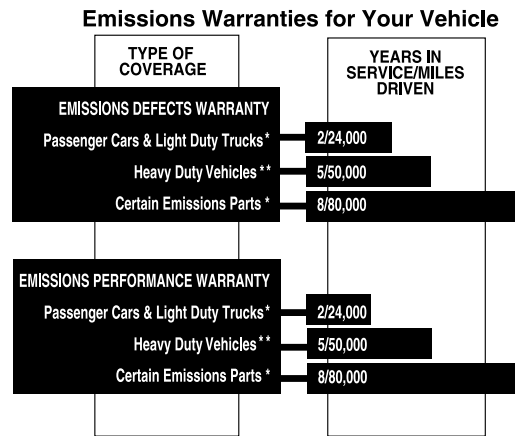 Emissions Warranties for Your Vehicle
TYPE OF
COVERAGE
YEARS IN
SERVICE/MILES
DRIVEN
EMISSIONS DEFECTS WARRANTY
Passenger Cars & Light Duty Trucks* 2/24,000
Heavy Duty Vehicles** 5/50,000
Certain Emissions Parts * 8/80,000
EMISSIONS PERFORMANCE WARRANTY
Passenger Cars & Light Duty Trucks* 2/24,000
Heavy Duty Vehicles** 5/50,000
Certain Emissions Parts * 8/80,000